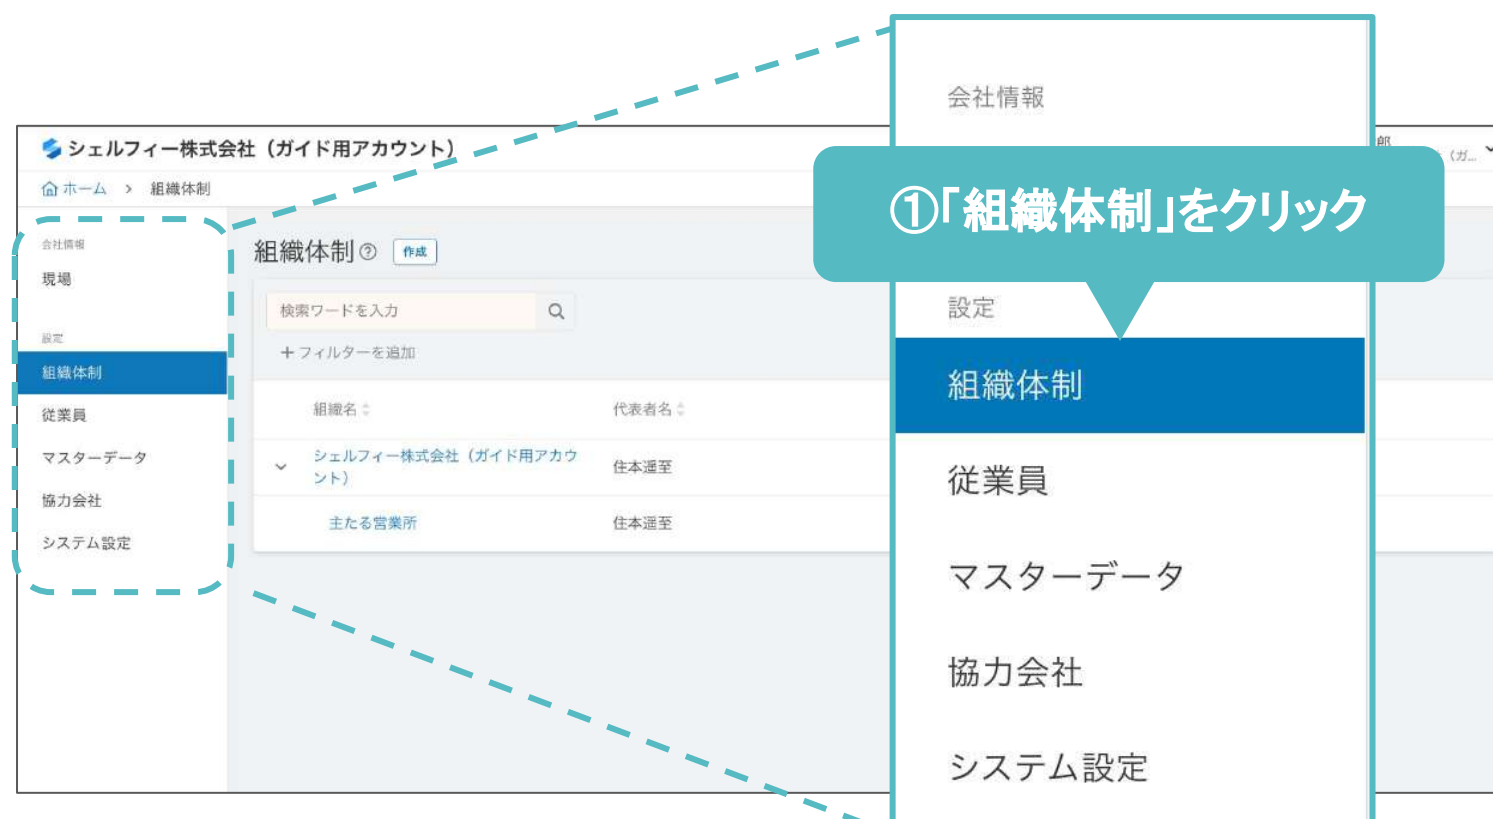 シェルフィー株式会社（ガイド用アカウント）
郎
（ガ...
ホーム > 組織体制
会社情報
現場
設定
組織体制
従業員
マスターデータ
協力会社
システム設定
組織体制 ? 作成
検索ワードを入力
+ フィルターを追加
組織名 代表者名
シェルフィー株式会社（ガイド用アカウ
ント） 住本遥至
主たる営業所 住本遥至
会社情報
①「組織体制」をクリック
設定
組織体制
従業員
マスターデータ
協力会社
システム設定